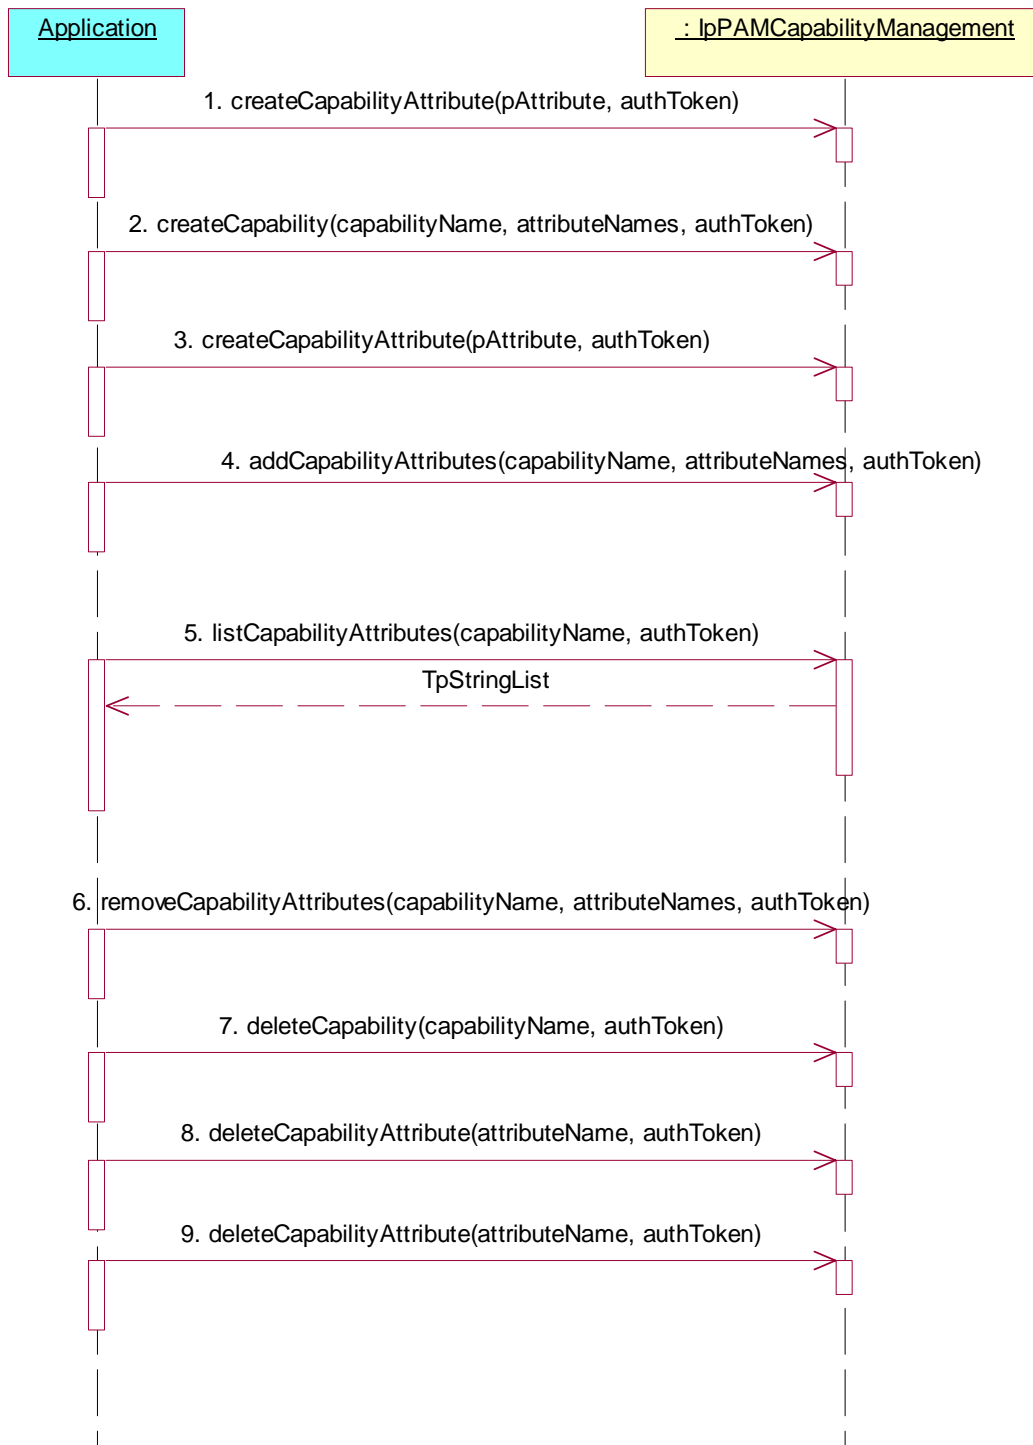 Application
: IpPAMCapabilityManagement
1. createCapabilityAttribute(pAttribute, authToken)
2. createCapability(capabilityName, attributeNames, authToken)
3. createCapabilityAttribute(pAttribute, authToken)
4. addCapabilityAttributes(capabilityName, attributeNames, authToken)
5. listCapabilityAttributes(capabilityName, authToken)
TpStringList
6. removeCapabilityAttributes(capabilityName, attributeNames, authToken)
7. deleteCapability(capabilityName, authToken)
8. deleteCapabilityAttribute(attributeName, authToken)
9. deleteCapabilityAttribute(attributeName, authToken)